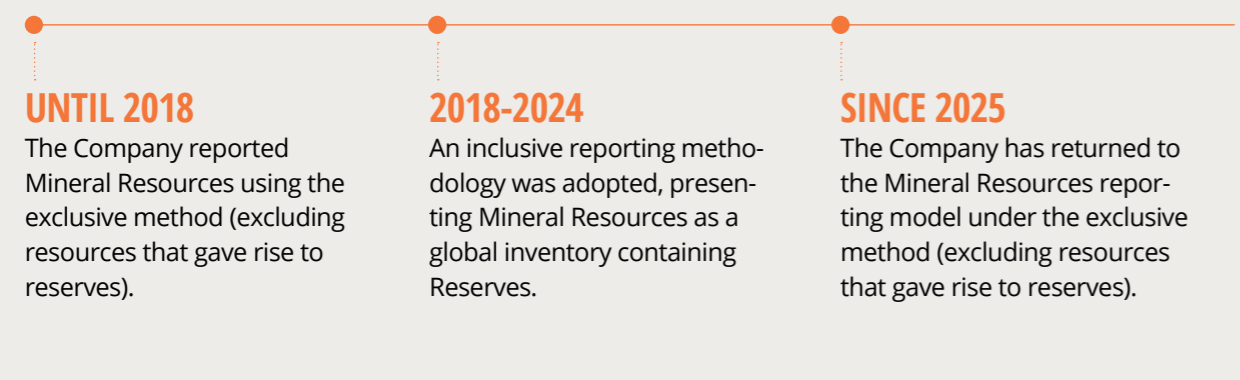 UNTIL 2018
The Company reported
Mineral Resources using the
exclusive method (excluding
resources that gave rise to
reserves).
2018-2024
An inclusive reporting metho-
dology was adopted, presen-
ting Mineral Resources as a
global inventory containing
Reserves.
SINCE 2025
The Company has returned to
the Mineral Resources repor-
ting model under the exclusive
method (excluding resources
that gave rise to reserves).